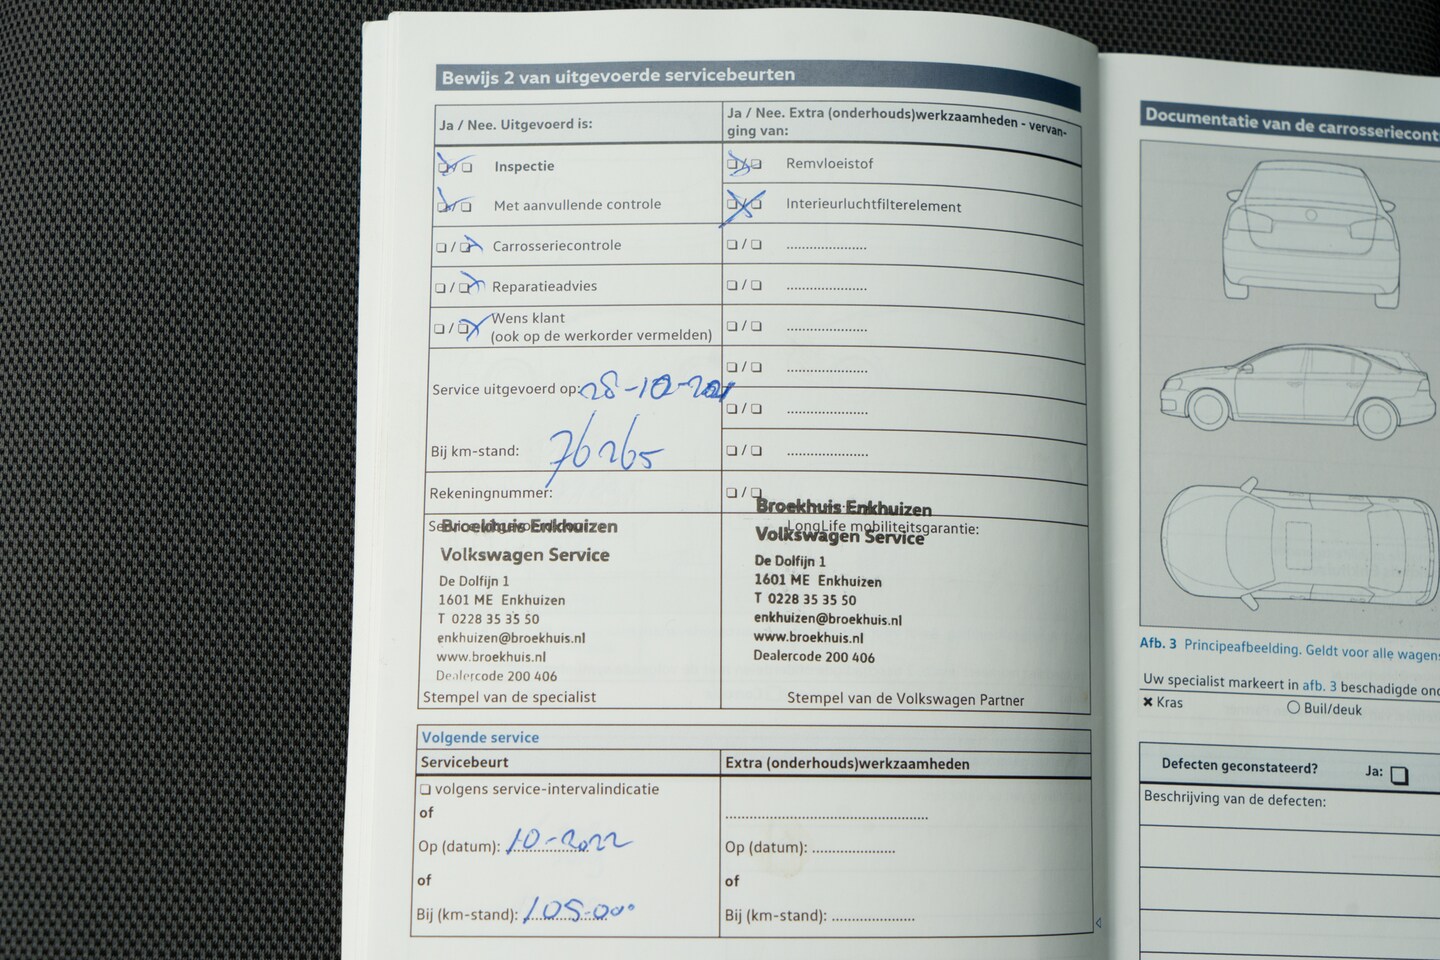 Bewijs 2 van uitgevoerde servicebeurten
Ja / Nee. Uitgevoerd is:
Inspectie
Met aanvullende controle
Carrosseriecontrole
Reparatieadvies
Wens klant
(ook op de werkorder vermelden)
Service uitgevoerd op: 28-10-2021
Bij km-stand: 76265
Rekeningnummer:
Broekhuis Enkhuizen
Volkswagen Service
De Dolfijn 1
1601 ME Enkhuizen
T 0228 35 35 50
enkhuizen@broekhuis.nl
www.broekhuis.nl
Dealercode 200 406
Stempel van de specialist
Ja / Nee. Extra (onderhouds)werkzaamheden - vervan-
ging van:
Remvloeistof
Interieurluchtfilterelement
Broekhuis Enkhuizen
LongLife mobiliteitsgarantie:
Volkswagen Service
De Dolfijn 1
1601 ME Enkhuizen
T 0228 35 35 50
enkhuizen@broekhuis.nl
www.broekhuis.nl
Dealercode 200 406
Stempel van de Volkswagen Partner
Volgende service
Servicebeurt
volgens service-intervalindicatie
of
Op (datum): 10-2022
of
Bij (km-stand): 105-000
Extra (onderhouds)werkzaamheden
Op (datum):
of
Bij (km-stand):
Documentatie van de carrosseriecont
Afb. 3 Principeafbeelding. Geldt voor alle wagens
Uw specialist markeert in afb. 3 beschadigde
Kras
Buil/deuk
Defecten geconstateerd?
Ja:
Beschrijving van de defecten: